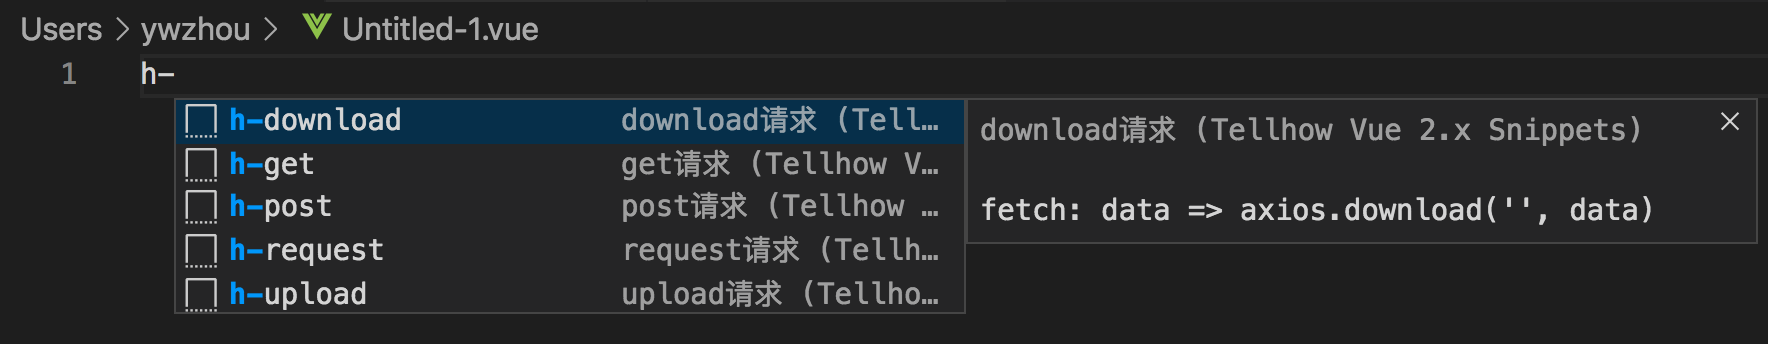 Users > ywzhou > Untitled-1.vue
1 h-
h-download download请求 (Tell…
h-get get请求 (Tellhow V…
h-post post请求 (Tellhow …
h-request request请求 (Tellh…
h-upload upload请求 (Tellho…
download请求 (Tellhow Vue 2.x Snippets)
fetch: data => axios.download('', data)